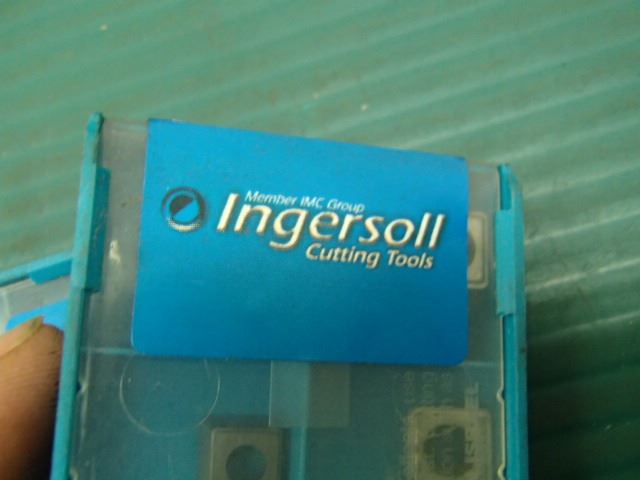 Member IMC Group
Ingersoll
Cutting Tools